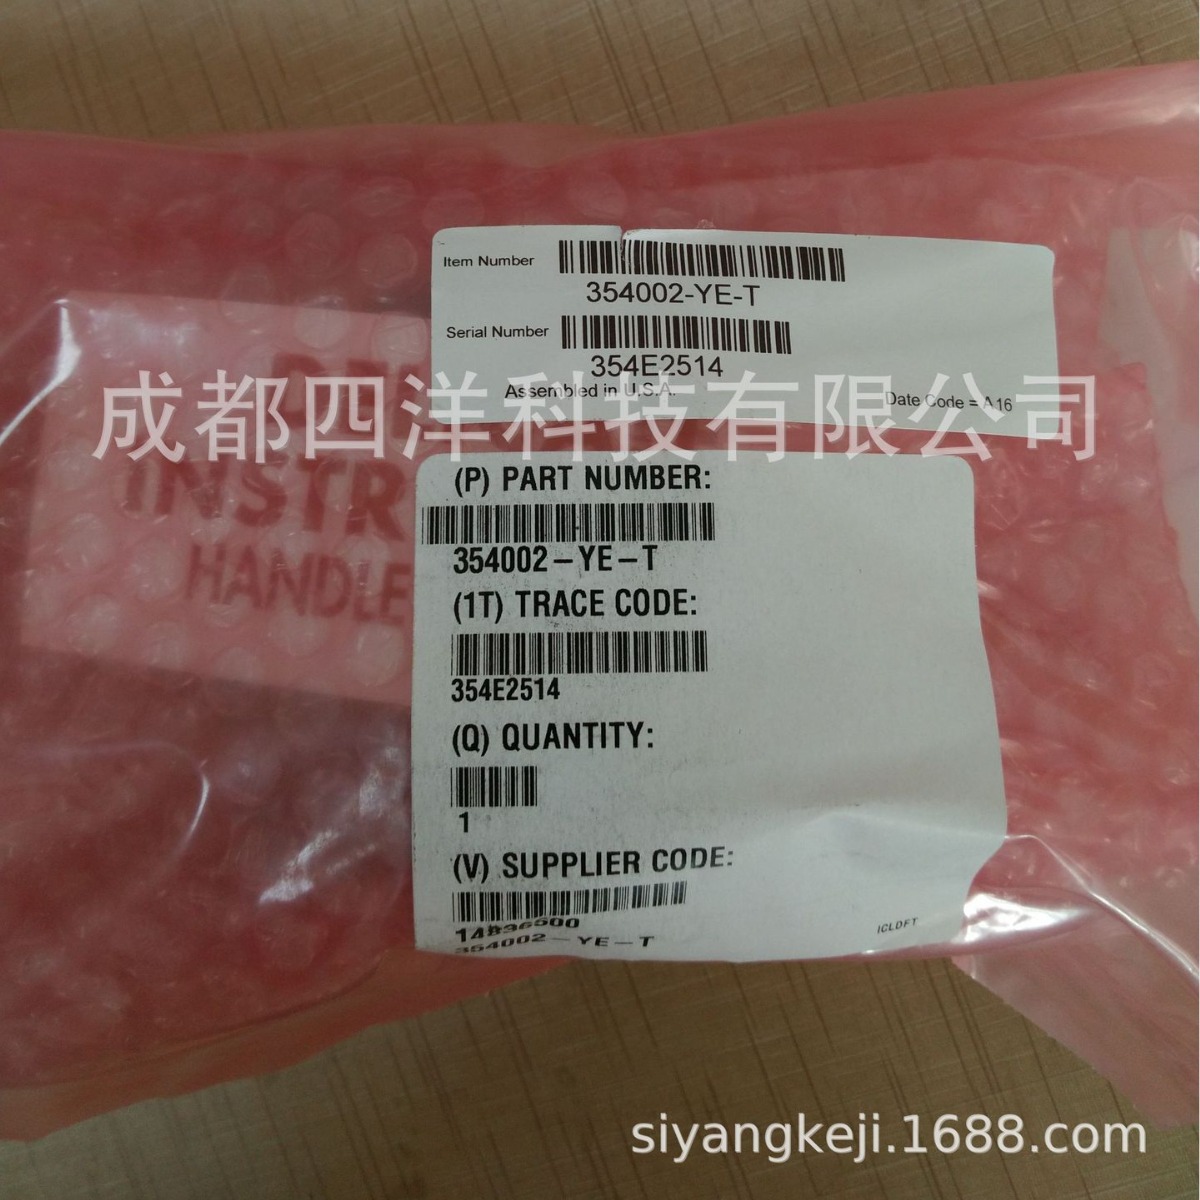 Item Number
354002-YE-T
Serial Number
354E2514
Assembled in U.S.A.
Date Code = A16
成都四洋科技有限公司
INSTR
HANDLE
(P) PART NUMBER:
354002-YE-T
(1T) TRACE CODE:
354E2514
(Q) QUANTITY:
1
(V) SUPPLIER CODE:
14836500
354002-YE-T
ICLDFT
siyangkeji.1688.com